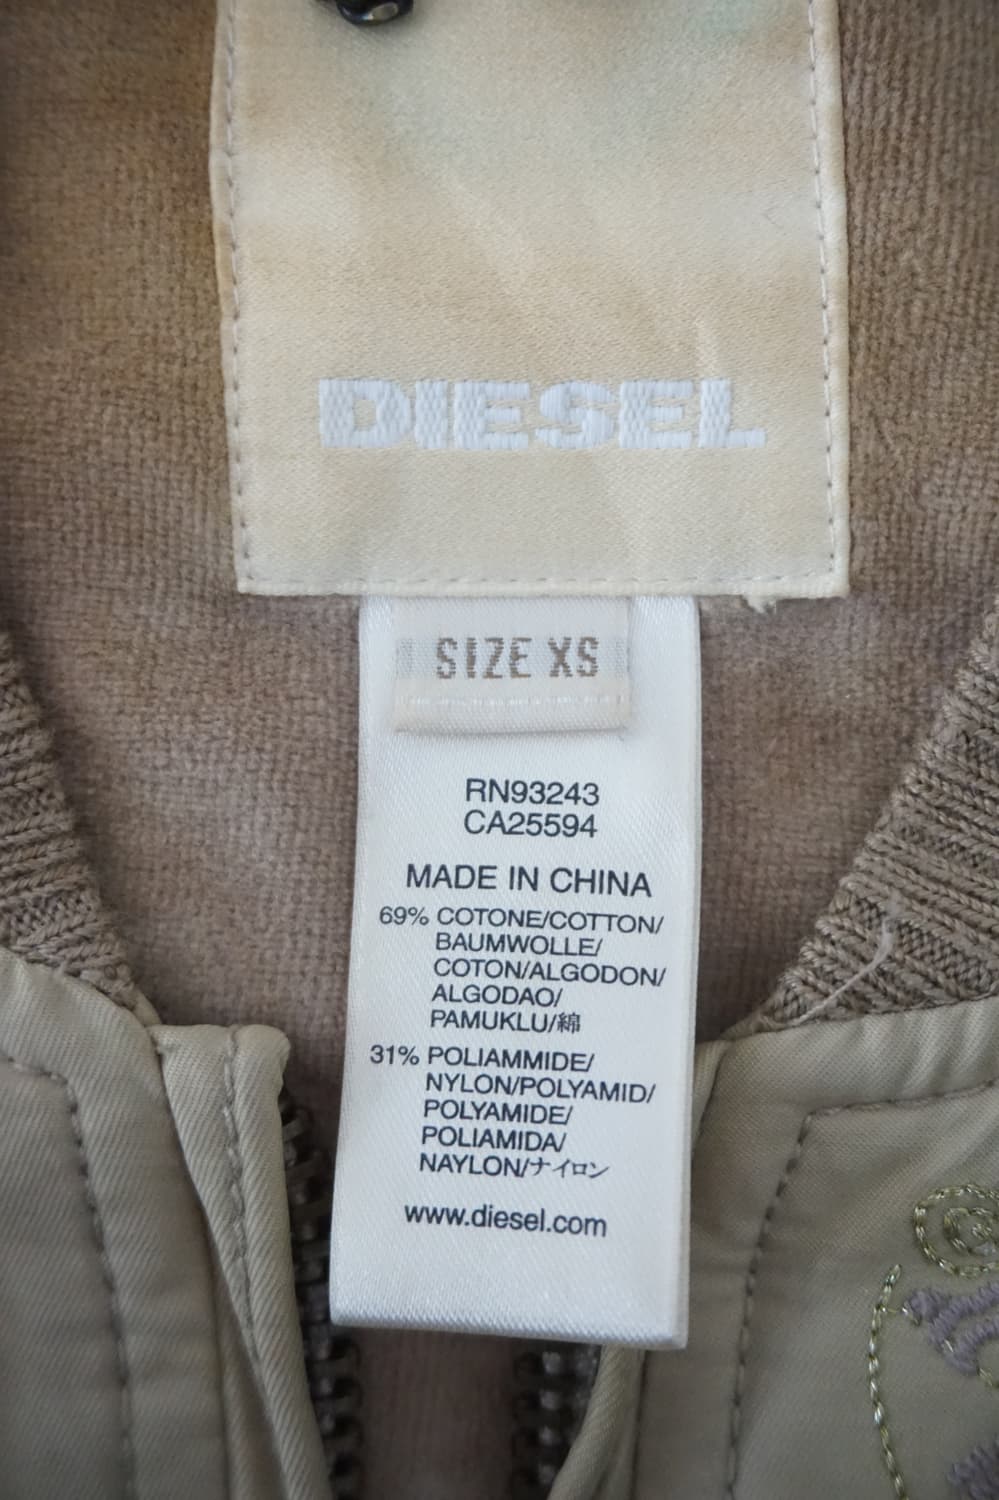 DIESEL
SIZE XS
RN93243
CA25594
MADE IN CHINA
69% COTONE/COTTON/
BAUMWOLLE/
COTON/ALGODON/
ALGODAO/
PAMUKLU/綿
31% POLIAMMIDE/
NYLON/POLYAMID/
POLYAMIDE/
POLIAMIDA/
NAYLON/ナイロン
www.diesel.com